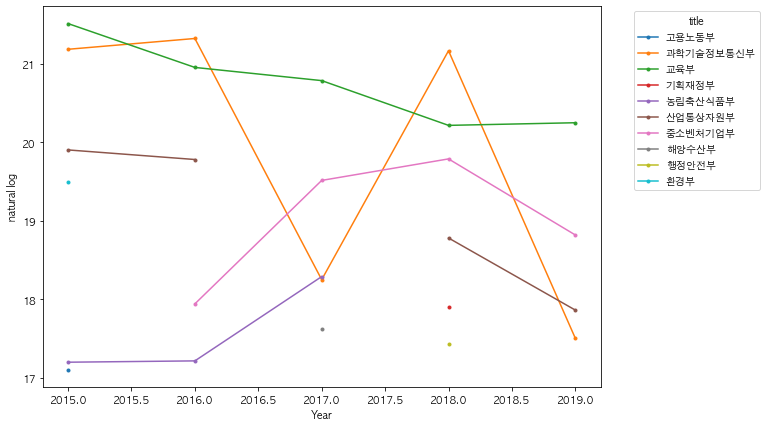 title
고용노동부
과학기술정보통신부
교육부
기획재정부
농림축산식품부
산업통상자원부
중소벤처기업부
해양수산부
행정안전부
환경부
21
20
19
18
17
natural log
2015.0 2015.5 2016.0 2016.5 2017.0 2017.5 2018.0 2018.5 2019.0
Year